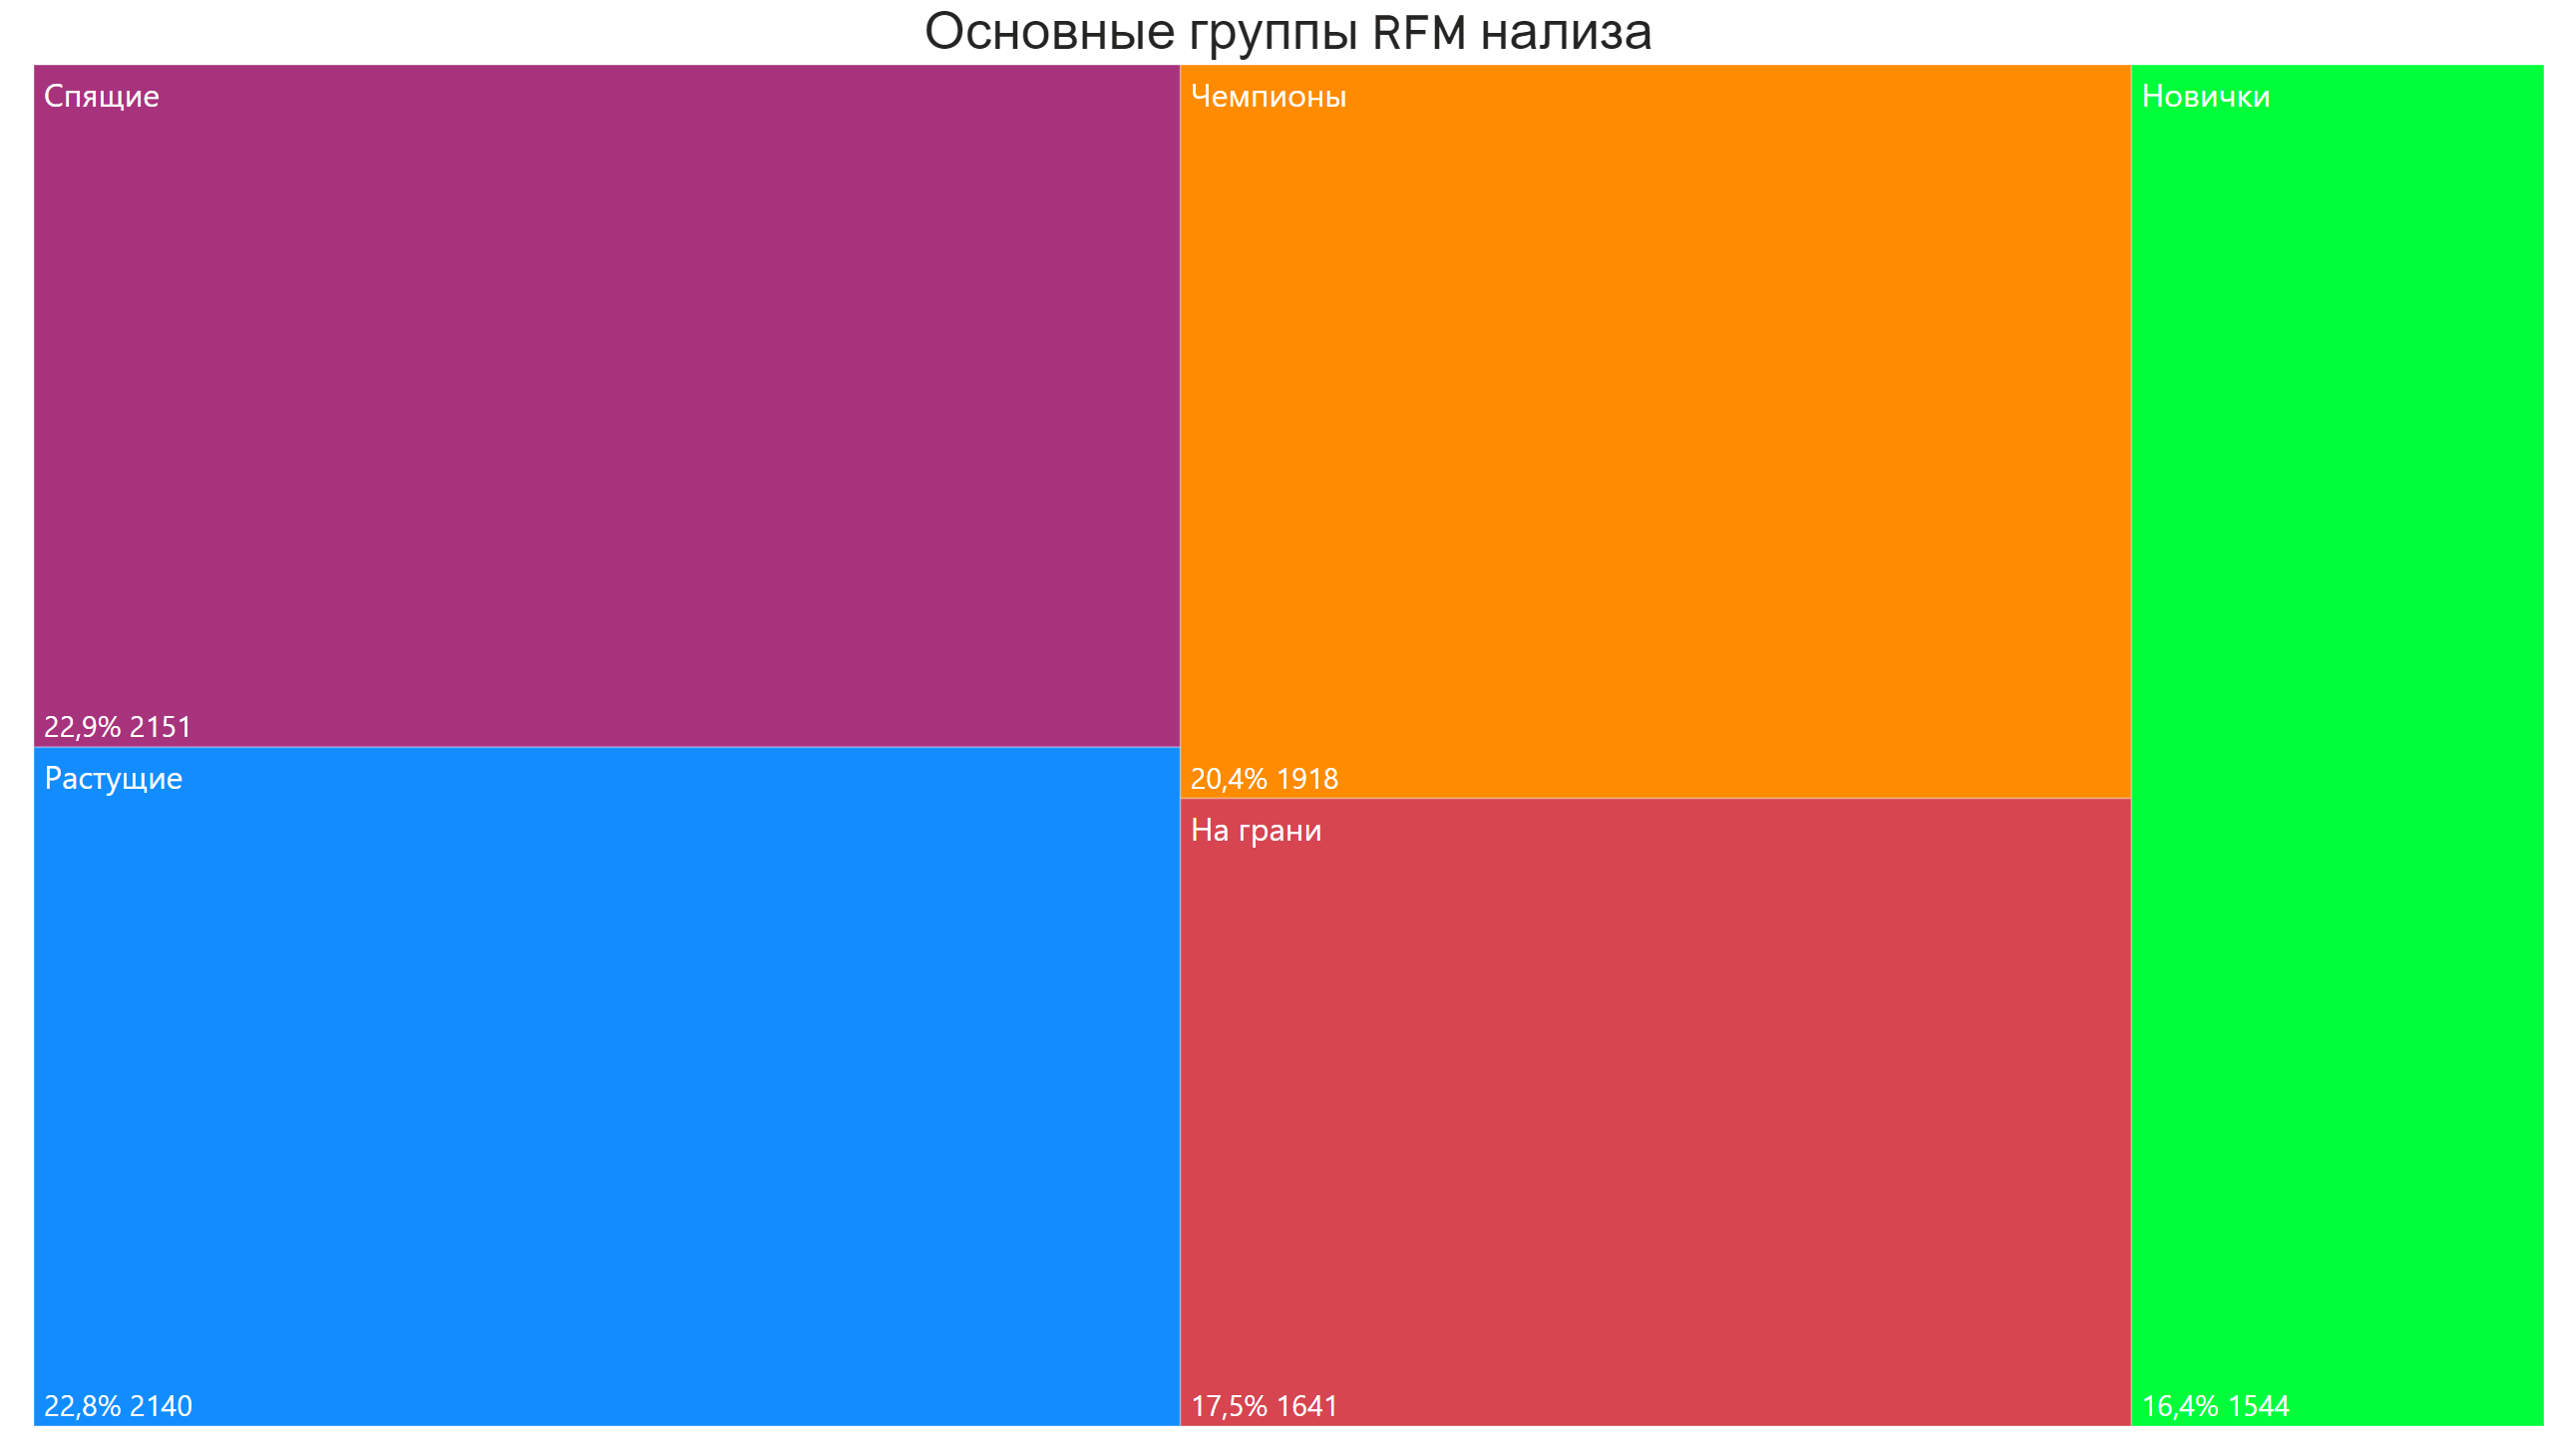 Основные группы RFM нализа
Спящие
22,9% 2151
Растущие
22,8% 2140
Чемпионы
20,4% 1918
На грани
17,5% 1641
Новички
16,4% 1544